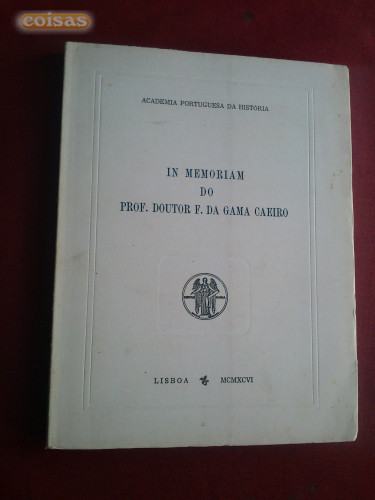 coisas
ACADEMIA PORTUGUESA DA HISTÓRIA
IN MEMORIAM
DO
PROF. DOUTOR F. DA GAMA CAEIRO
LISBOA MCMXCVI